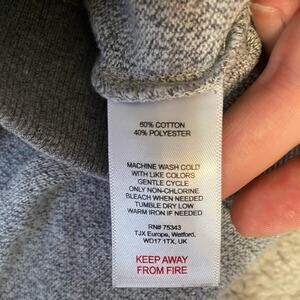 60% COTTON
40% POLYESTER
MACHINE WASH COLD
WITH LIKE COLORS
GENTLE CYCLE
ONLY NON-CHLORINE
BLEACH WHEN NEEDED
TUMBLE DRY LOW
WARM IRON IF NEEDED
RN# 75343
TJX Europe, Watford,
WD17 1TX, UK
KEEP AWAY
FROM FIRE